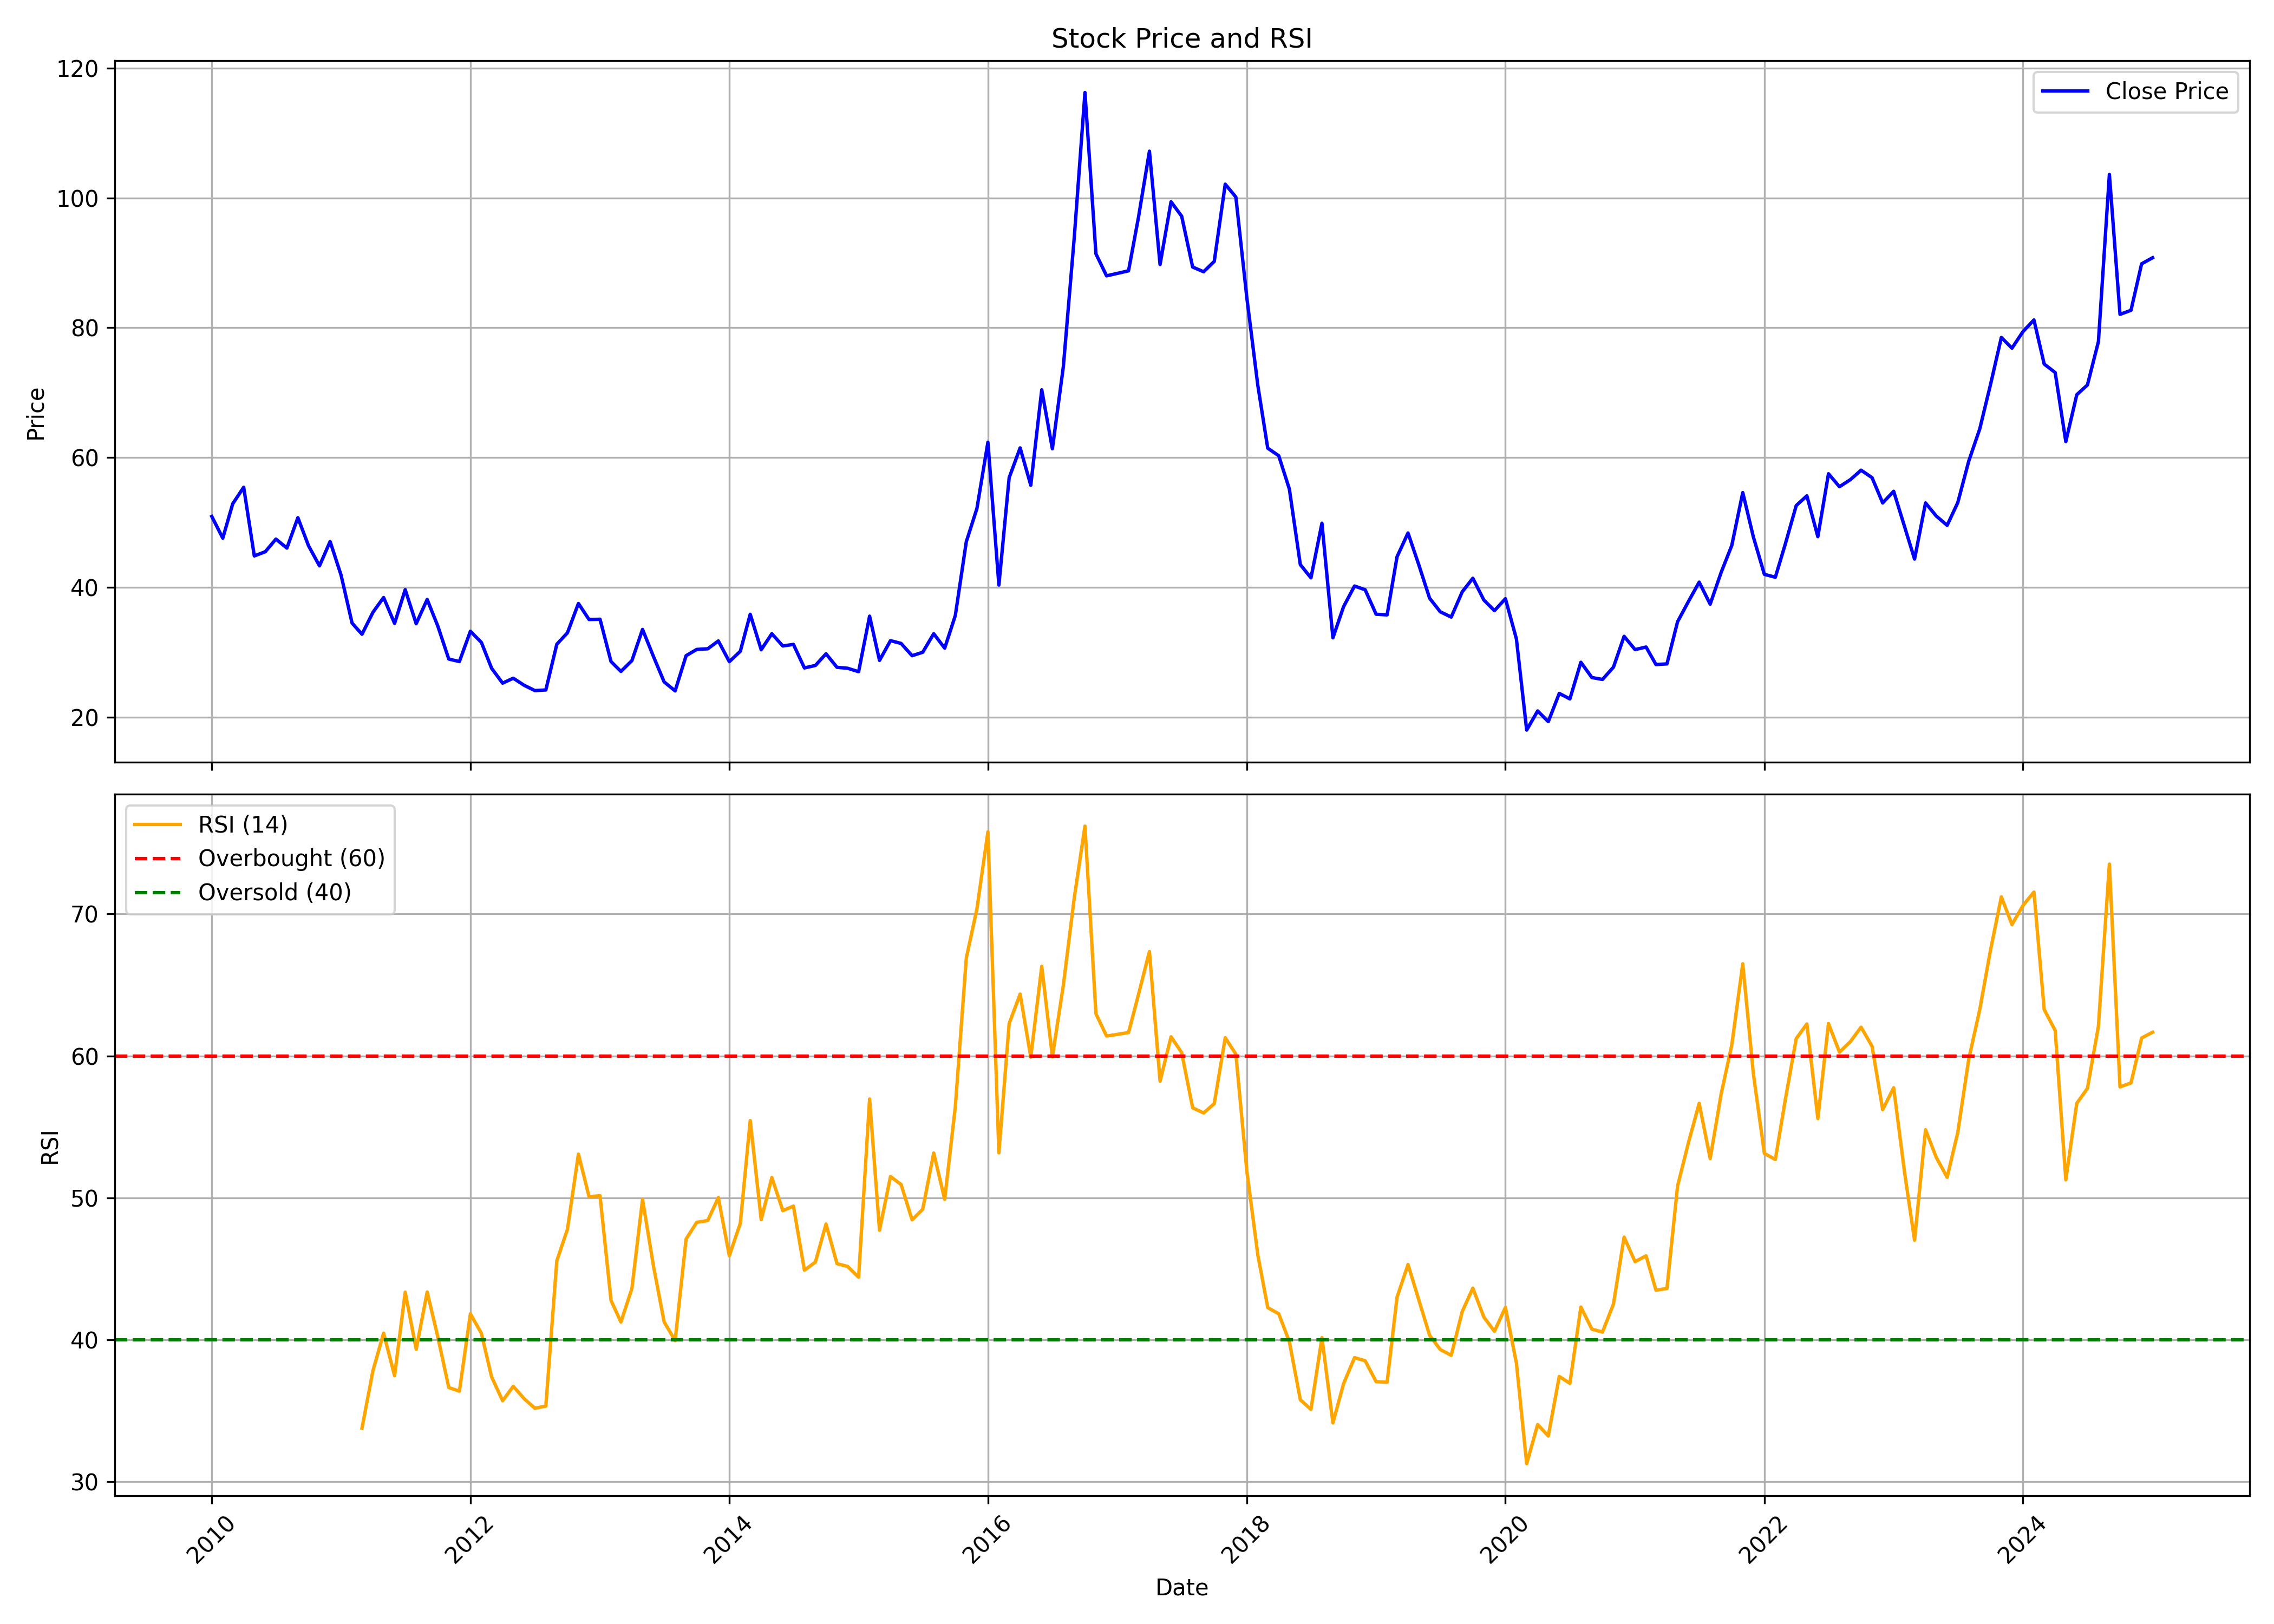 Stock Price and RSI
120
100
80
60
40
20
Price
Close Price
RSI (14)
Overbought (60)
Oversold (40)
70
60
50
40
30
RSI
2010
2012
2014
2016
2018
2020
2022
2024
Date